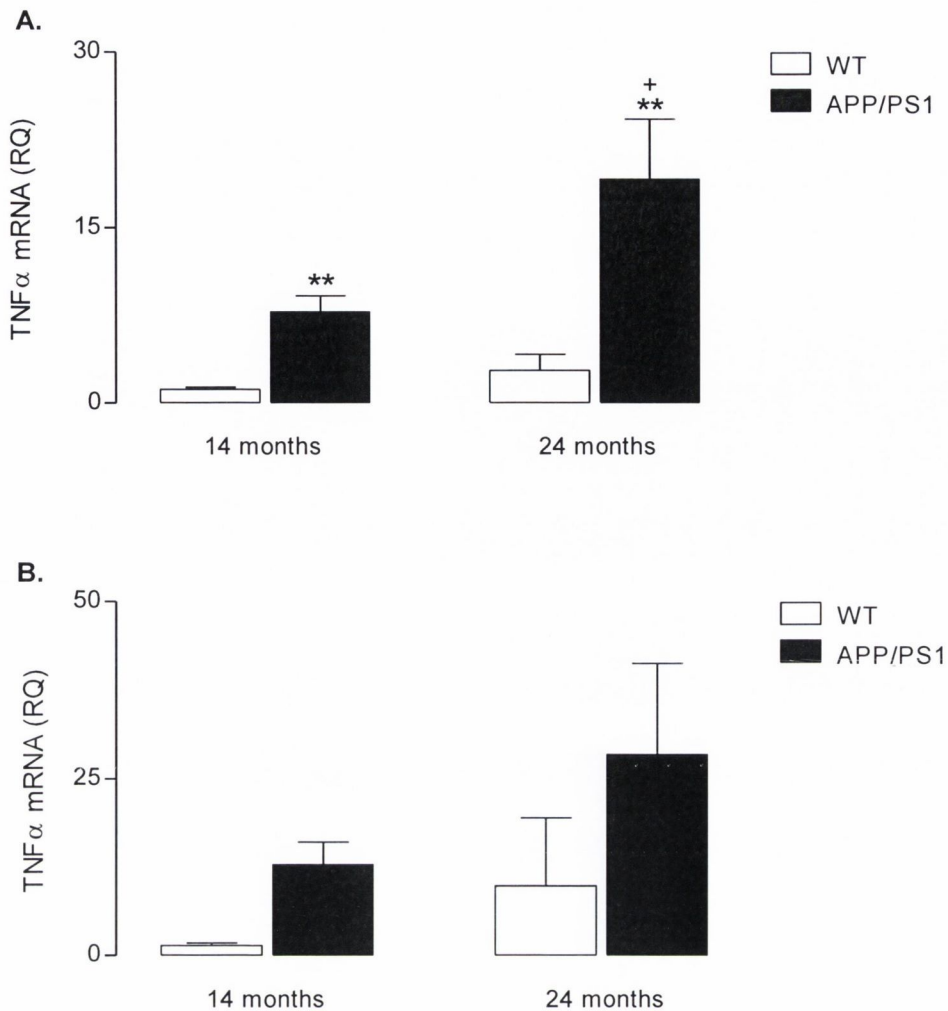 A.
30
15
0
TNFα mRNA (RQ)
WT
APP/PS1
**
+
**
14 months
24 months
B.
50
25
0
TNFα mRNA (RQ)
WT
APP/PS1
14 months
24 months